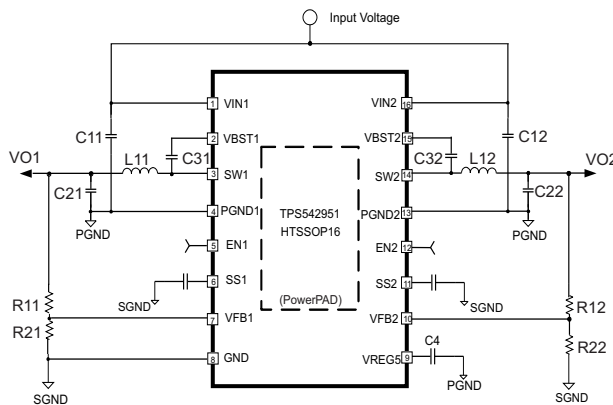 Input Voltage
1 VIN1 VIN2 16
C11 C12
2 VBST1 VBST2 15
VO1 L11 C31 C32 L12 VO2
3 SW1 SW2 14
C21 C22
TPS542951
HTSSOP16
4 PGND1 PGND2 13
PGND PGND
5 EN1 EN2 12
6 SS1 SS2 11
(PowerPAD)
SGND SGND
R11 R12
7 VFB1 VFB2 10
R21 R22
C4
8 GND VREG5 9
SGND PGND SGND